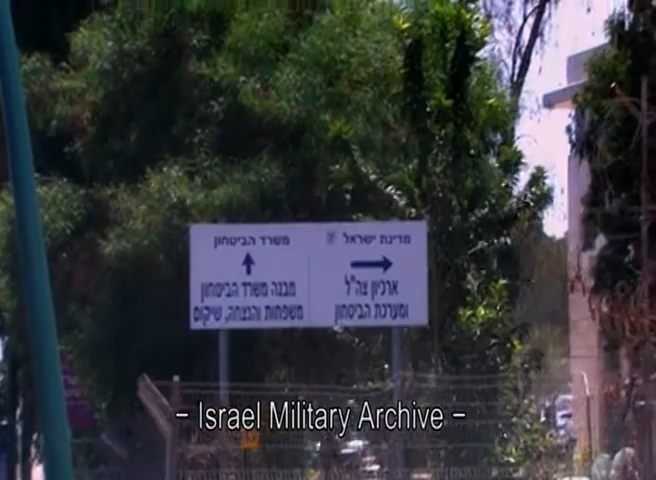 מדינת ישראל
ארכיון צה"ל
ומערכת הביטחון
משרד הביטחון
מבנה משרד הביטחון
משפחות והנצחה, שיקום
– Israel Military Archive –